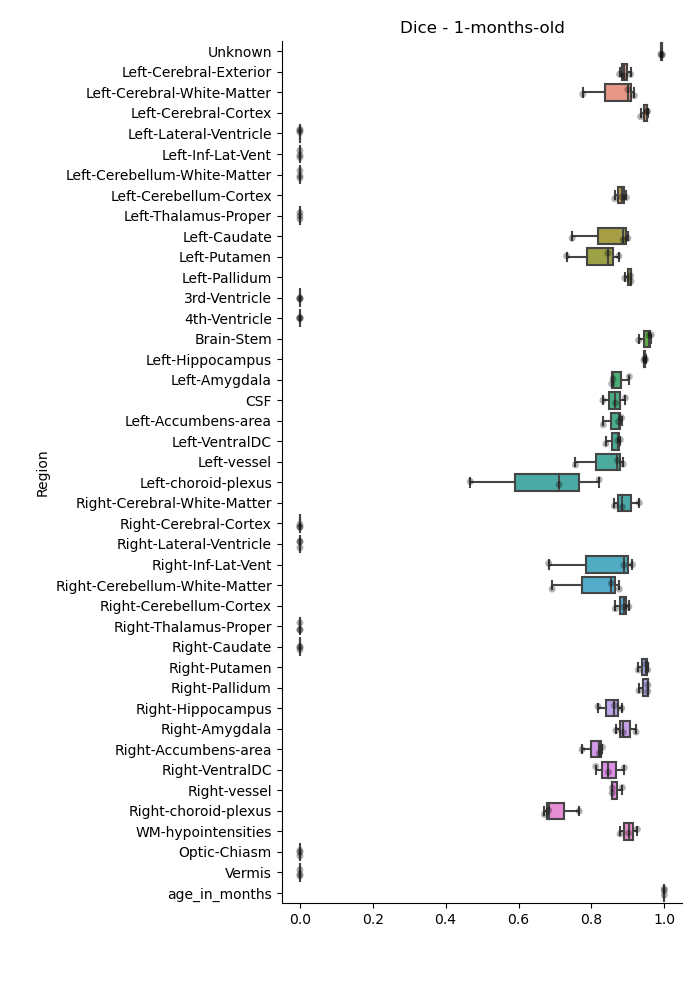 Dice - 1-months-old
Unknown
Left-Cerebral-Exterior
Left-Cerebral-White-Matter
Left-Cerebral-Cortex
Left-Lateral-Ventricle
Left-Inf-Lat-Vent
Left-Cerebellum-White-Matter
Left-Cerebellum-Cortex
Left-Thalamus-Proper
Left-Caudate
Left-Putamen
Left-Pallidum
3rd-Ventricle
4th-Ventricle
Brain-Stem
Left-Hippocampus
Left-Amygdala
CSF
Left-Accumbens-area
Left-VentralDC
Left-vessel
Left-choroid-plexus
Right-Cerebral-White-Matter
Right-Cerebral-Cortex
Right-Lateral-Ventricle
Right-Inf-Lat-Vent
Right-Cerebellum-White-Matter
Right-Cerebellum-Cortex
Right-Thalamus-Proper
Right-Caudate
Right-Putamen
Right-Pallidum
Right-Hippocampus
Right-Amygdala
Right-Accumbens-area
Right-VentralDC
Right-vessel
Right-choroid-plexus
WM-hypointensities
Optic-Chiasm
Vermis
age_in_months
Region
0.0 0.2 0.4 0.6 0.8 1.0